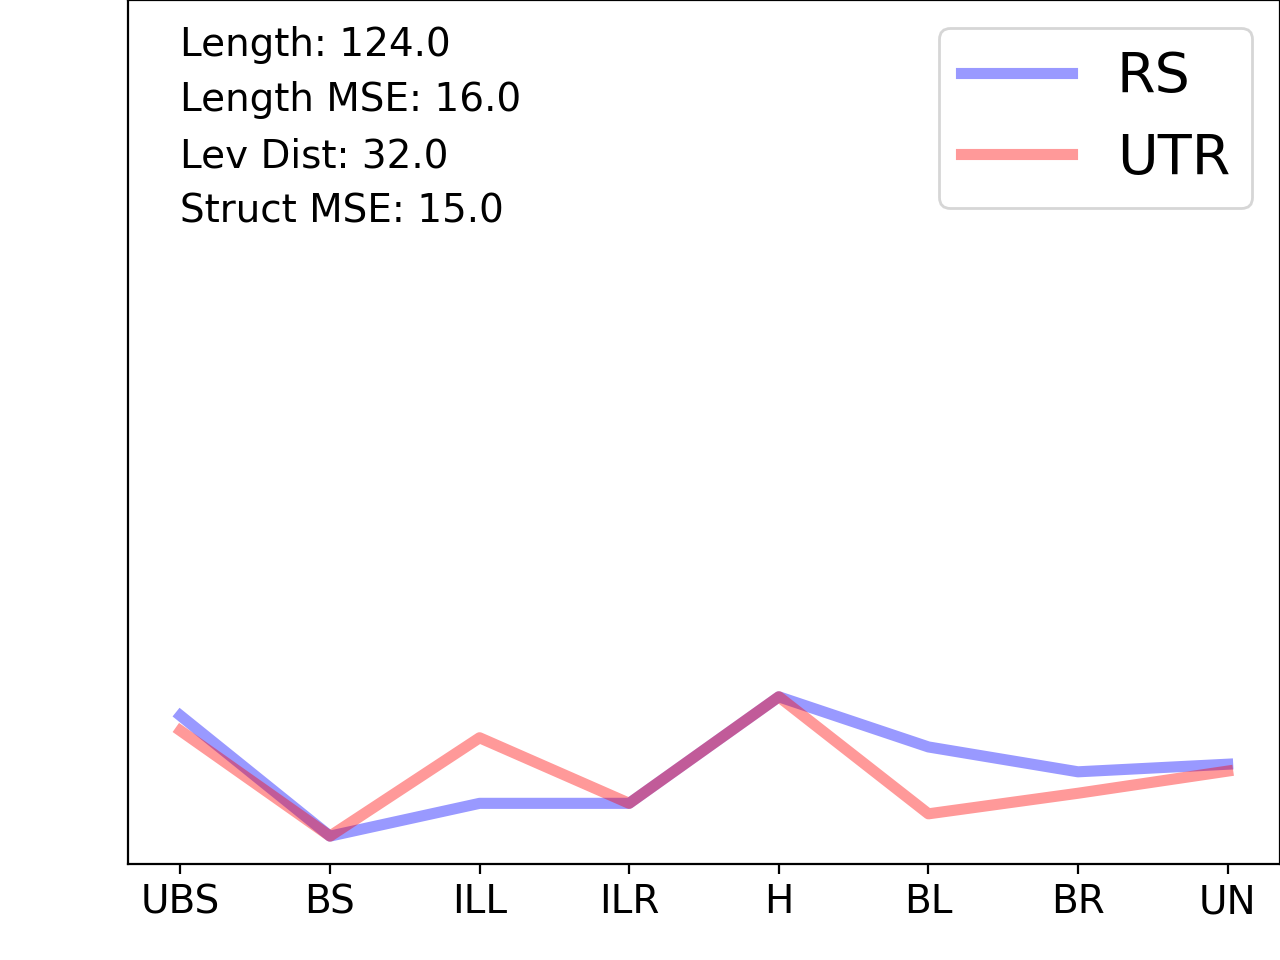 Length: 124.0
Length MSE: 16.0
Lev Dist: 32.0
Struct MSE: 15.0
RS
UTR
UBS BS ILL ILR H BL BR UN